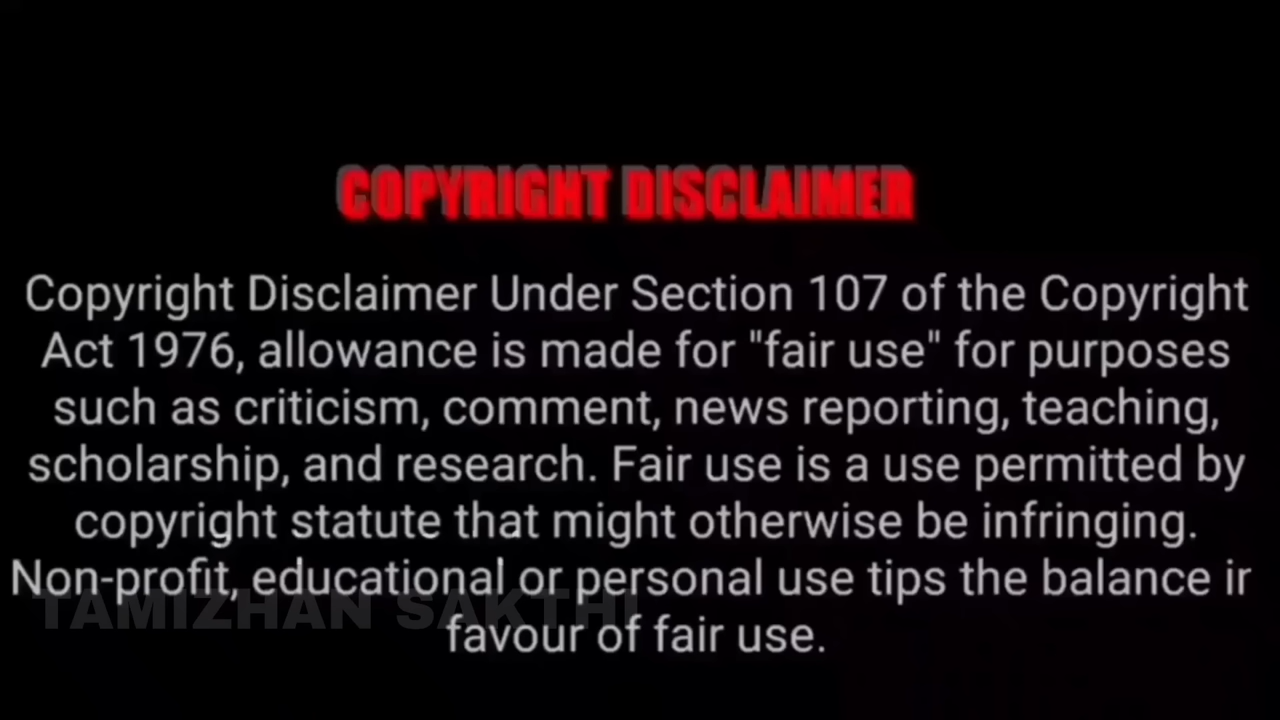 COPYRIGHT DISCLAIMER
Copyright Disclaimer Under Section 107 of the Copyright
Act 1976, allowance is made for "fair use" for purposes
such as criticism, comment, news reporting, teaching,
scholarship, and research. Fair use is a use permitted by
copyright statute that might otherwise be infringing.
Non-profit, educational or personal use tips the balance ir
TAMIZHAN SAKTHI
favour of fair use.